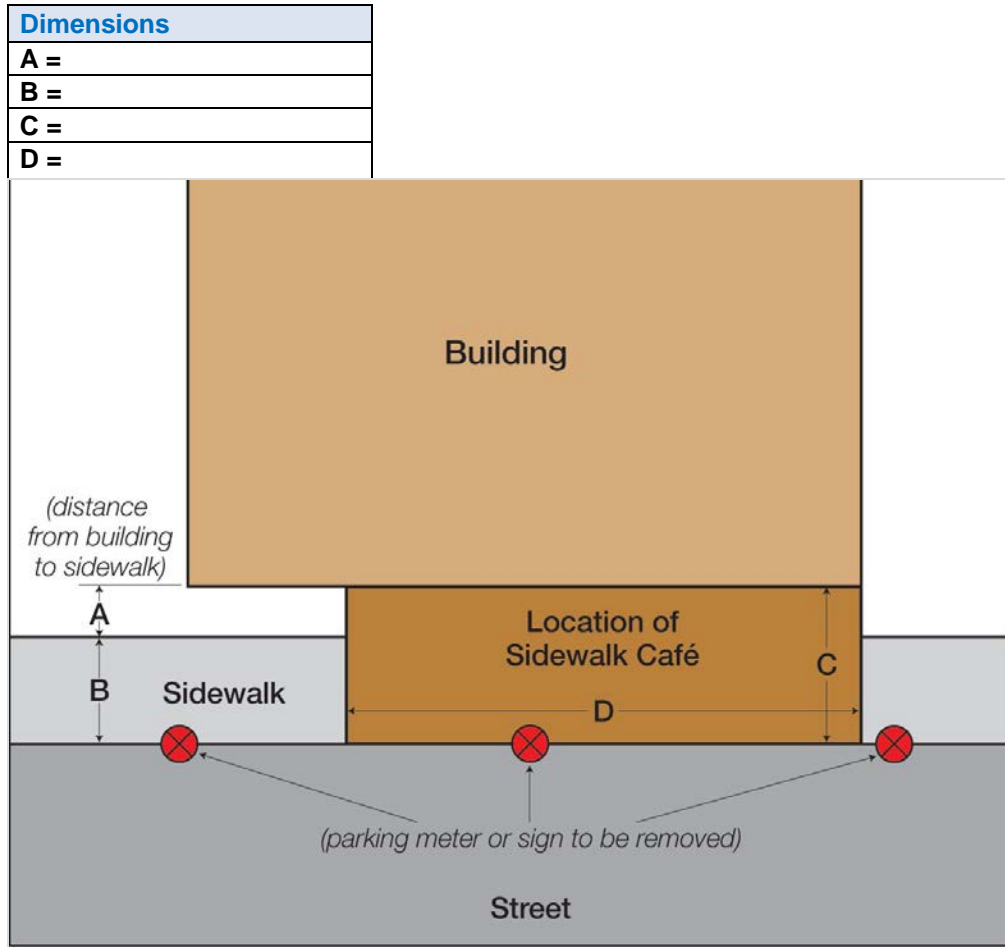 Dimensions
A =
B =
C =
D =
Building
(distance
from building
to sidewalk)
A
Location of
Sidewalk Café
C
B
Sidewalk
D
(parking meter or sign to be removed)
Street